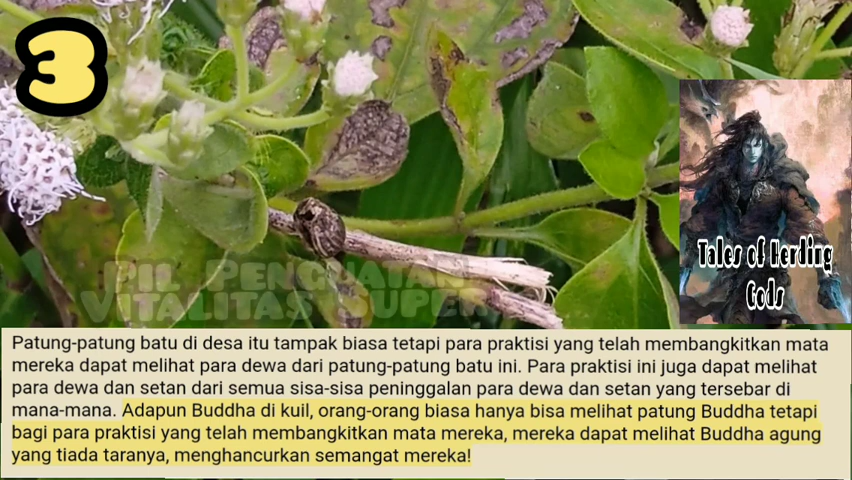 3
Tales of Herding
Gods
Pil Penguatan
Vitalitas Super
Patung-patung batu di desa itu tampak biasa tetapi para praktisi yang telah membangkitkan mata
mereka dapat melihat para dewa dari patung-patung batu ini. Para praktisi ini juga dapat melihat
para dewa dan setan dari semua sisa-sisa peninggalan para dewa dan setan yang tersebar di
mana-mana. Adapun Buddha di kuil, orang-orang biasa hanya bisa melihat patung Buddha tetapi
bagi para praktisi yang telah membangkitkan mata mereka, mereka dapat melihat Buddha agung
yang tiada taranya, menghancurkan semangat mereka!